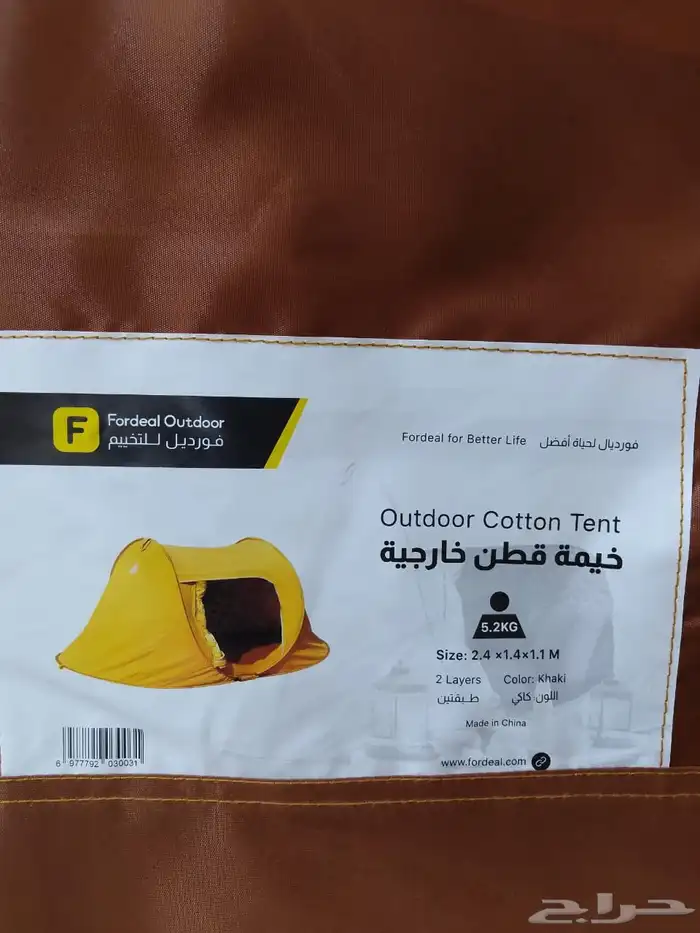 Fordeal Outdoor
فورديل للتخييم
Fordeal for Better Life فورديال لحياة أفضل
Outdoor Cotton Tent
خيمة قطن خارجية
5.2KG
Size: 2.4 ×1.4×1.1 M
2 Layers Color: Khaki
طبقتين اللون كاكي
Made in China
www.fordeal.com
6 977792 030031
حراج